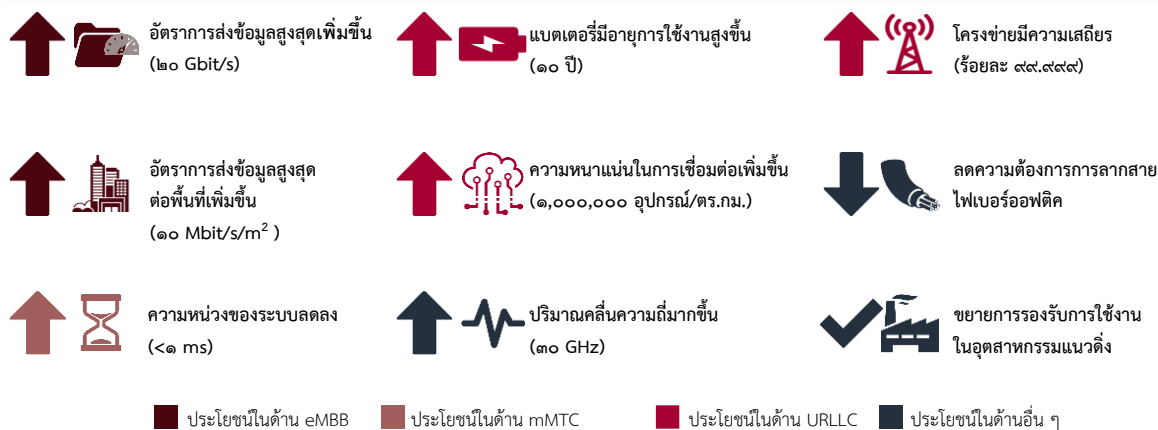 อัตราการส่งข้อมูลสูงสุดเพิ่มขึ้น
(๒๐ Gbit/s)
แบตเตอรี่มีอายุการใช้งานสูงขึ้น
(๑๐ ปี)
โครงข่ายมีความเสถียร
(ร้อยละ ๙๙.๙๙๙)
อัตราการส่งข้อมูลสูงสุด
ต่อพื้นที่เพิ่มขึ้น
(๑๐ Mbit/s/m²)
ความหนาแน่นในการเชื่อมต่อเพิ่มขึ้น
(๑,๐๐๐,๐๐๐ อุปกรณ์/ตร.กม.)
ลดความต้องการการลากสาย
ไฟเบอร์ออฟติค
ความหน่วงของระบบลดลง
(<๑ ms)
ปริมาณคลื่นความถี่มากขึ้น
(๓๐ GHz)
ขยายการรองรับการใช้งาน
ในอุตสาหกรรมแนวดิ่ง
ประโยชน์ในด้าน eMBB
ประโยชน์ในด้าน mMTC
ประโยชน์ในด้าน URLLC
ประโยชน์ในด้านอื่น ๆ